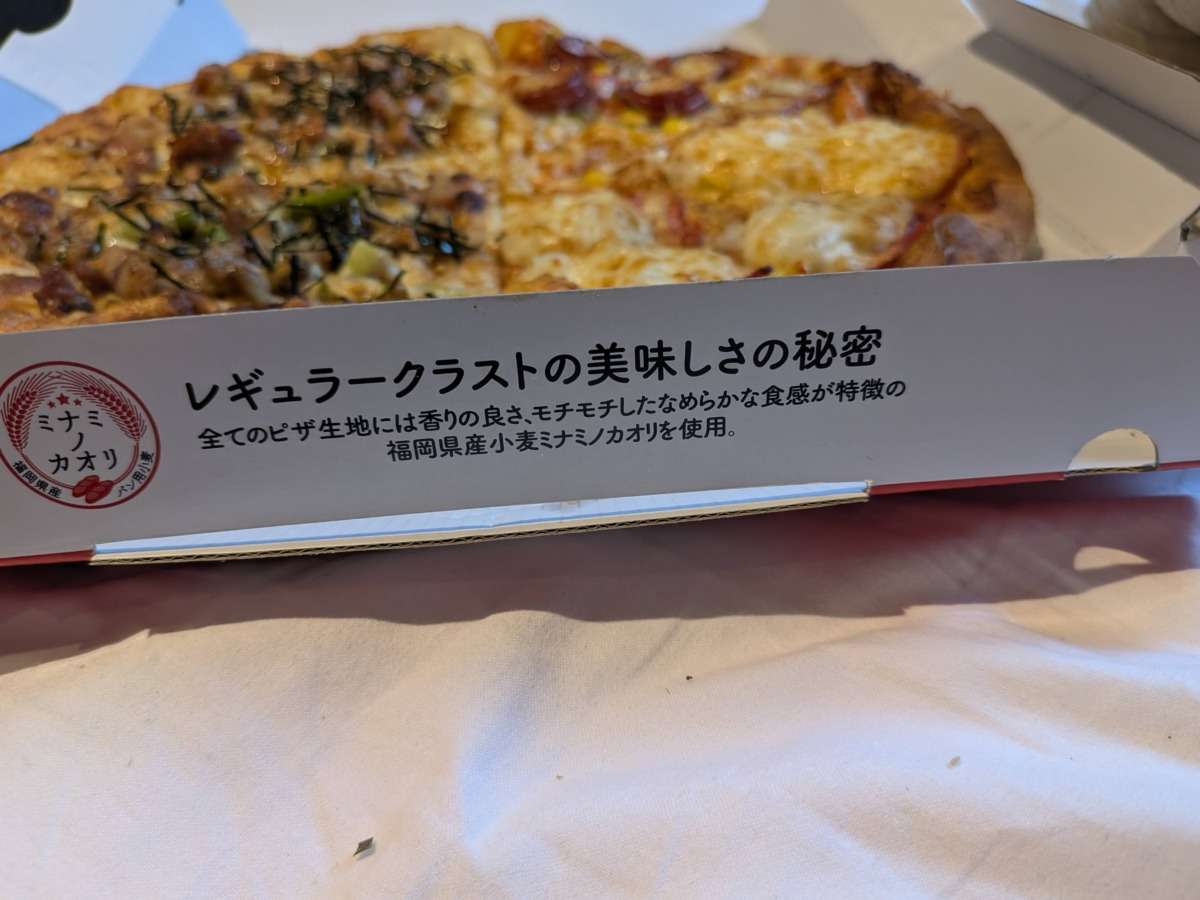 ミナミ
ノ
カオリ
福岡県産
パン用小麦
レギュラークラストの美味しさの秘密
全てのピザ生地には香りの良さ、モチモチしたなめらかな食感が特徴の
福岡県産小麦ミナミノカオリを使用。